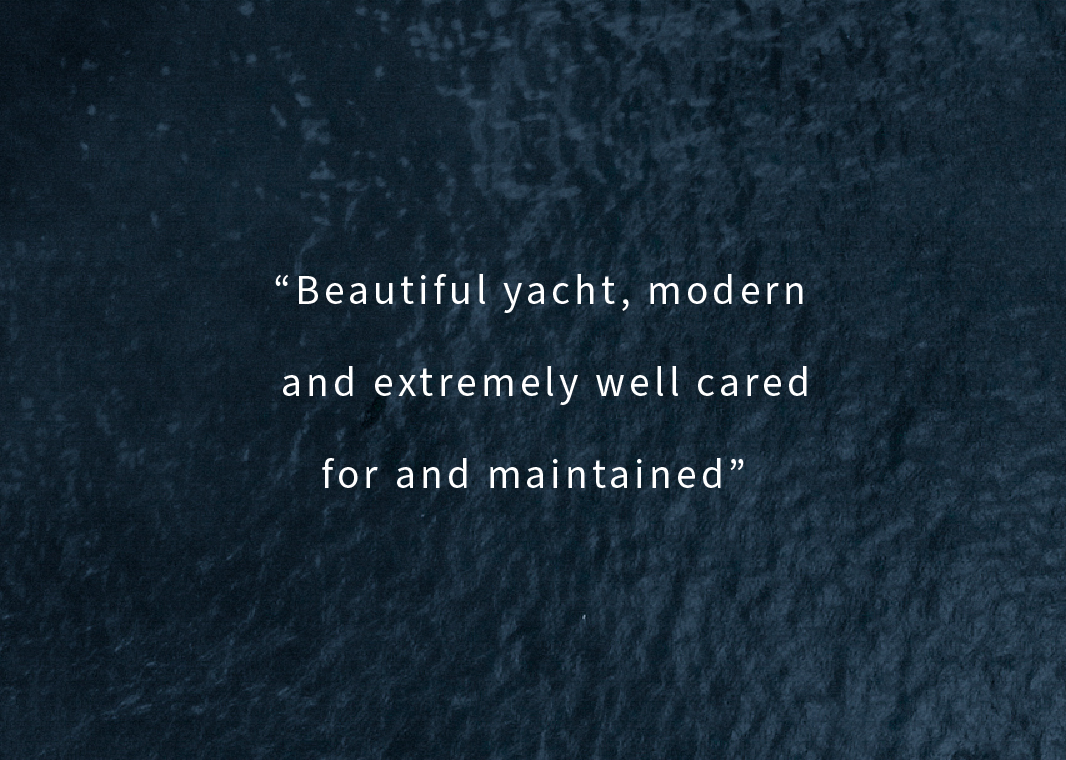 “Beautiful yacht, modern
and extremely well cared
for and maintained”